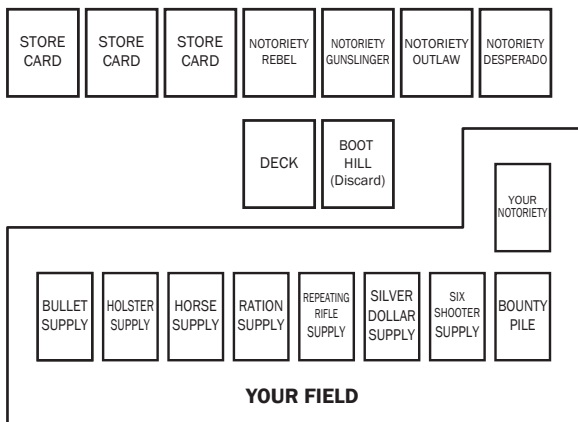 STORE
CARD
STORE
CARD
STORE
CARD
NOTORIETY
REBEL
NOTORIETY
GUNSLINGER
NOTORIETY
OUTLAW
NOTORIETY
DESPERADO
DECK
BOOT
HILL
(Discard)
YOUR
NOTORIETY
BULLET
SUPPLY
HOLSTER
SUPPLY
HORSE
SUPPLY
RATION
SUPPLY
REPEATING
RIFLE
SUPPLY
SILVER
DOLLAR
SUPPLY
SIX
SHOOTER
SUPPLY
BOUNTY
PILE
YOUR FIELD